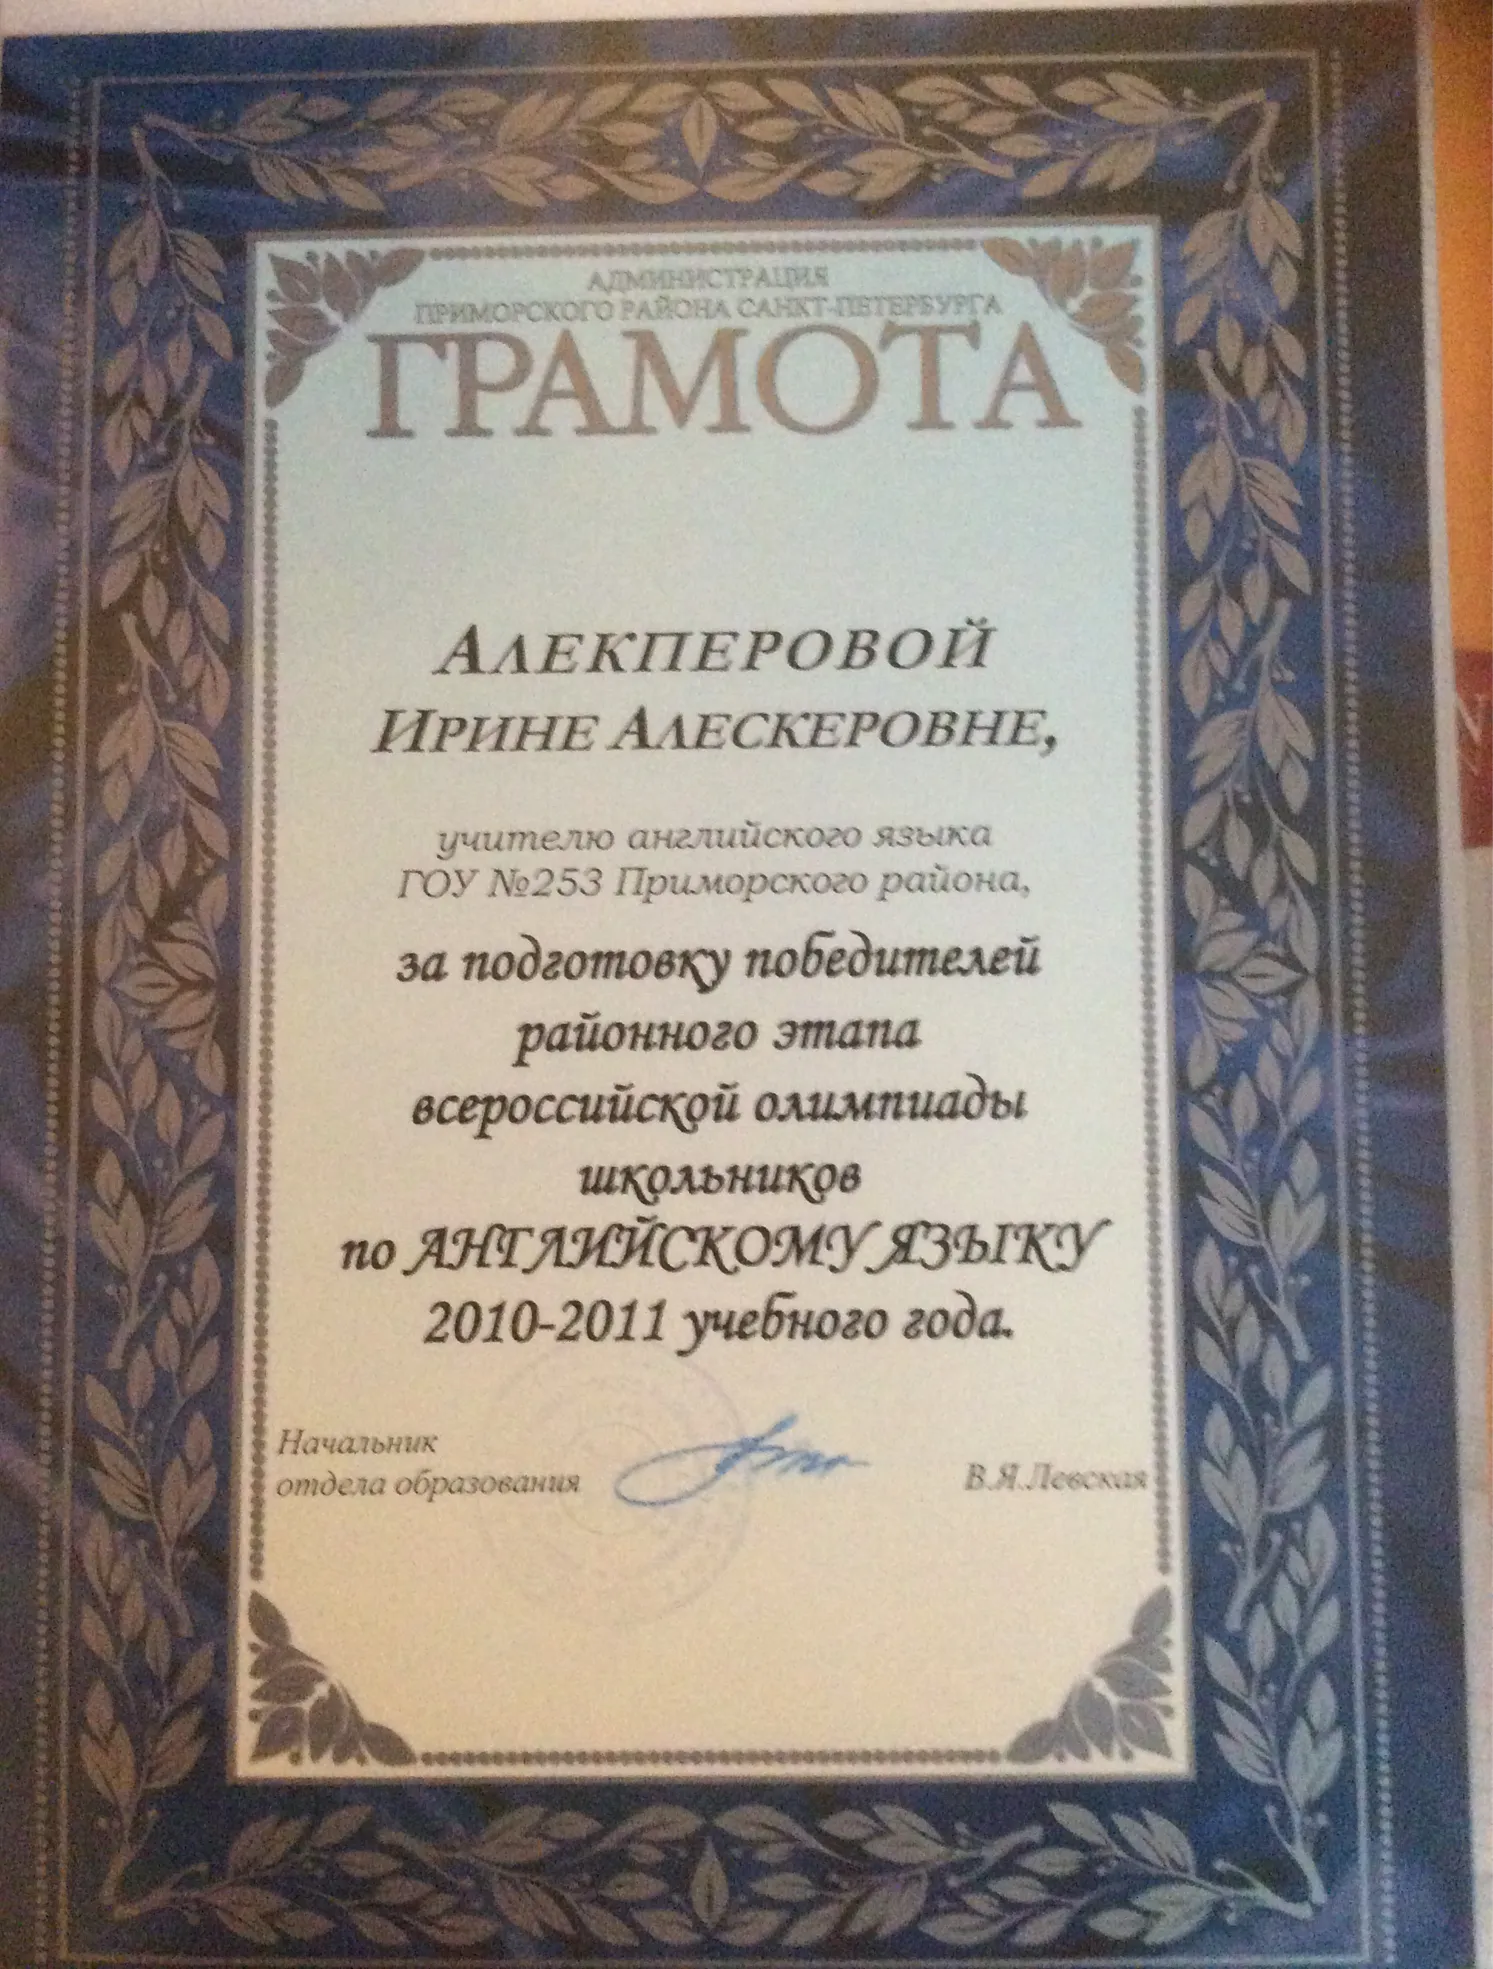 АДМИНИСТРАЦИЯ
ПРИМОРСКОГО РАЙОНА САНКТ-ПЕТЕРБУРГА
ГРАМОТА
АЛЕКПЕРОВОЙ
ИРИНЕ АЛЕСКЕРОВНЕ,
учителю английского языка
ГОУ №253 Приморского района,
за подготовку победителей
районного этапа
всероссийской олимпиады
школьников
по АНГЛИЙСКОМУ ЯЗЫКУ
2010-2011 учебного года.
Начальник
отдела образования
В.Я.Левская